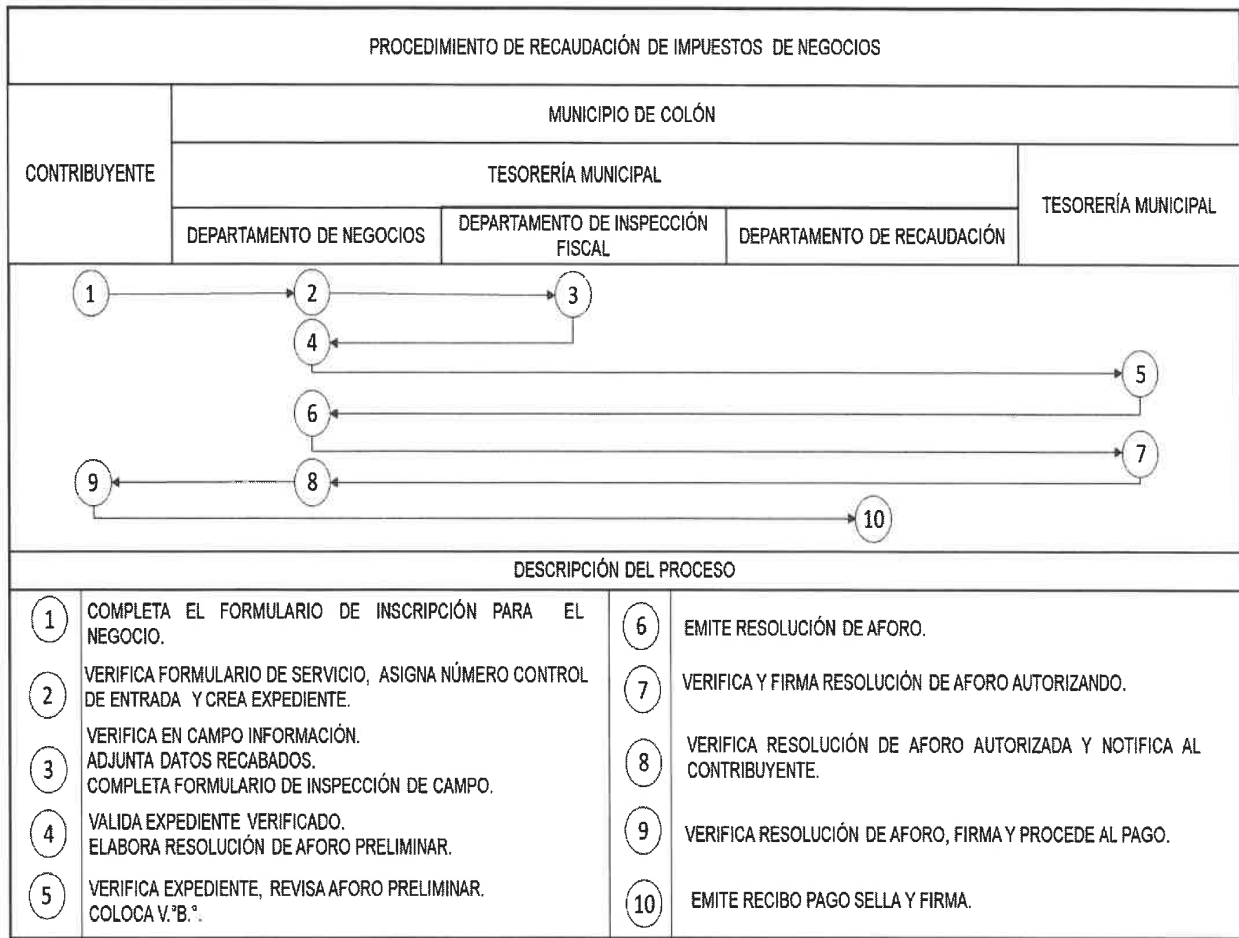 PROCEDIMIENTO DE RECAUDACIÓN DE IMPUESTOS DE NEGOCIOS
CONTRIBUYENTE
MUNICIPIO DE COLÓN
TESORERÍA MUNICIPAL
TESORERÍA MUNICIPAL
DEPARTAMENTO DE NEGOCIOS
DEPARTAMENTO DE INSPECCIÓN
FISCAL
DEPARTAMENTO DE RECAUDACIÓN
1
2
3
4
5
6
7
9
8
10
DESCRIPCIÓN DEL PROCESO
1
COMPLETA EL FORMULARIO DE INSCRIPCIÓN PARA EL
NEGOCIO.
2
VERIFICA FORMULARIO DE SERVICIO, ASIGNA NÚMERO CONTROL
DE ENTRADA Y CREA EXPEDIENTE.
3
VERIFICA EN CAMPO INFORMACIÓN.
ADJUNTA DATOS RECABADOS.
COMPLETA FORMULARIO DE INSPECCIÓN DE CAMPO.
4
VALIDA EXPEDIENTE VERIFICADO.
ELABORA RESOLUCIÓN DE AFORO PRELIMINAR.
5
VERIFICA EXPEDIENTE, REVISA AFORO PRELIMINAR.
COLOCA V.°B.°.
6
EMITE RESOLUCIÓN DE AFORO.
7
VERIFICA Y FIRMA RESOLUCIÓN DE AFORO AUTORIZANDO.
8
VERIFICA RESOLUCIÓN DE AFORO AUTORIZADA Y NOTIFICA AL
CONTRIBUYENTE.
9
VERIFICA RESOLUCIÓN DE AFORO, FIRMA Y PROCEDE AL PAGO.
10
EMITE RECIBO PAGO SELLA Y FIRMA.